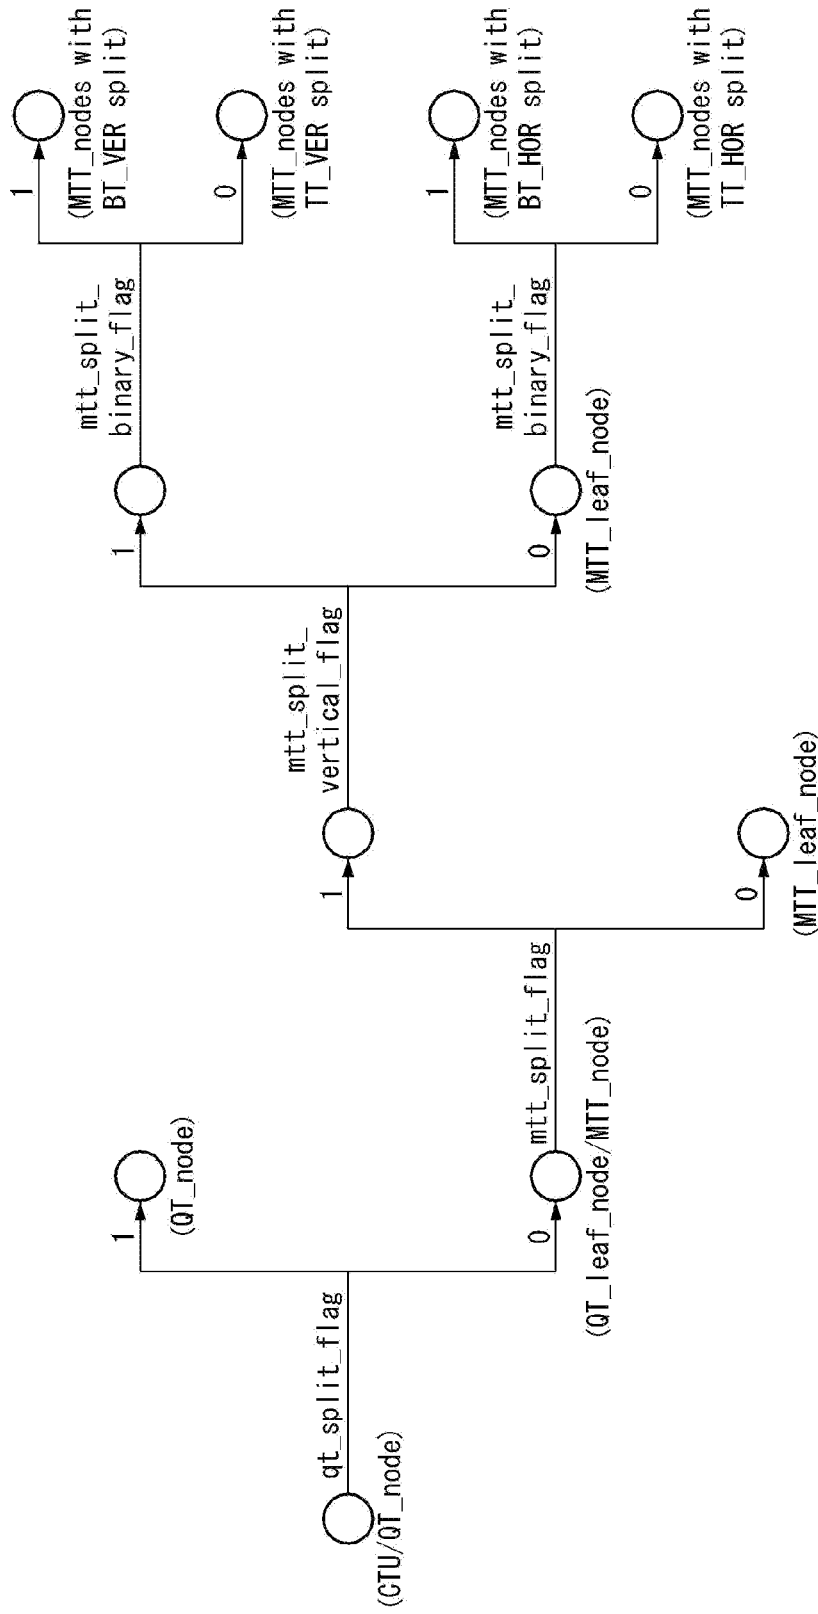 (CTU/QT_node)
qt_split_flag
1
(QT_node)
0
(QT_leaf_node/MTT_node)
mtt_split_flag
1
0
(MTT_leaf_node)
mtt_split_
vertical_flag
1
0
(MTT_leaf_node)
mtt_split_
binary_flag
1
(MTT_nodes with
BT_VER split)
0
(MTT_nodes with
TT_VER split)
mtt_split_
binary_flag
1
(MTT_nodes with
BT_HOR split)
0
(MTT_nodes with
TT_HOR split)